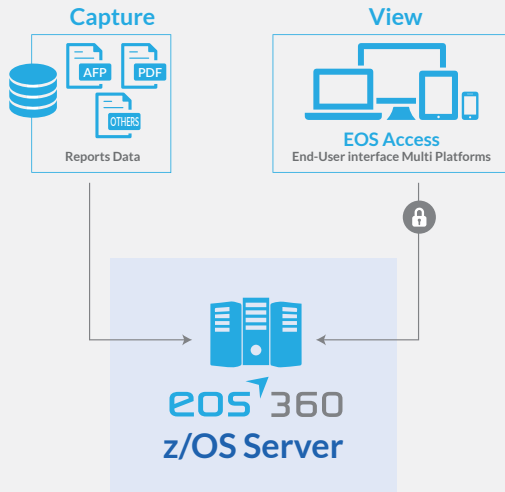 Capture
View
AFP
PDF
OTHERS
Reports Data
EOS Access
End-User interface Multi Platforms
eos 360
z/OS Server